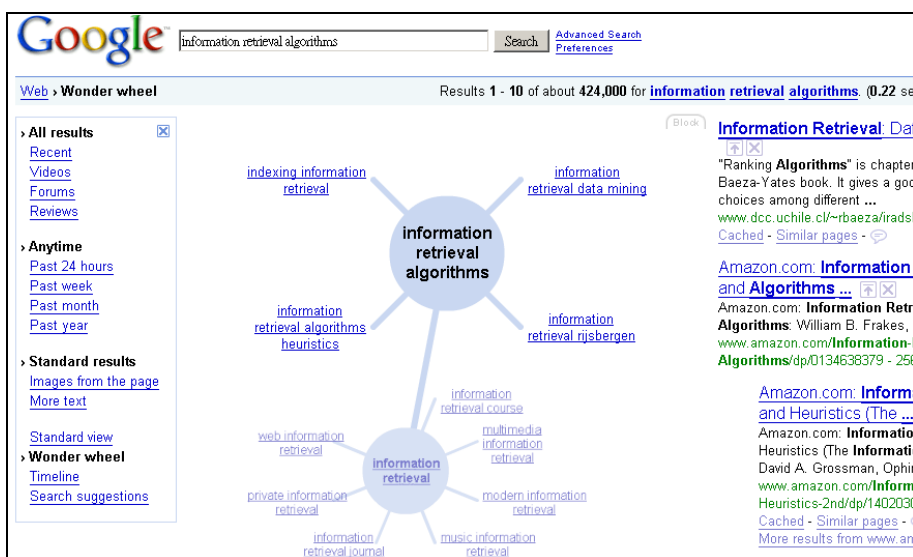 Google
information retrieval algorithms
Search
Advanced Search
Preferences
Web › Wonder wheel
Results 1 - 10 of about 424,000 for information retrieval algorithms. (0.22 se
› All results
Recent
Videos
Forums
Reviews
› Anytime
Past 24 hours
Past week
Past month
Past year
› Standard results
Images from the page
More text
Standard view
› Wonder wheel
Timeline
Search suggestions
indexing information
retrieval
information
retrieval data mining
information
retrieval
algorithms
information
retrieval algorithms
heuristics
information
retrieval rijsbergen
information
retrieval course
web information
retrieval
multimedia
information
retrieval
information
retrieval
private information
retrieval
modern information
retrieval
information
retrieval journal
music information
retrieval
Block
Information Retrieval: Dat
"Ranking Algorithms" is chapter
Baeza-Yates book. It gives a goo
choices among different ...
www.dcc.uchile.cl/~rbaeza/iradsb
Cached - Similar pages -
Amazon.com: Information
and Algorithms ...
Amazon.com: Information Retr
Algorithms: William B. Frakes,
www.amazon.com/Information-
Algorithms/dp/0134638379 - 256
Amazon.com: Inform
and Heuristics (The ...
Amazon.com: Informatio
Heuristics (The Informati
David A. Grossman, Ophi
www.amazon.com/Inform
Heuristics-2nd/dp/1402030
Cached - Similar pages -
More results from www.am